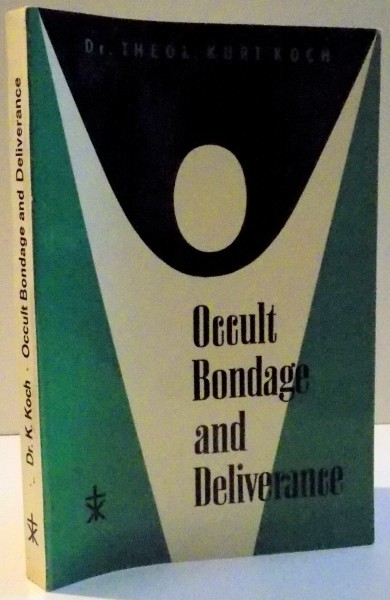 Dr. THEOL. KURT KOCH
Occult
Bondage
and
Deliverance
Dr. K. Koch · Occult Bondage and Deliverance